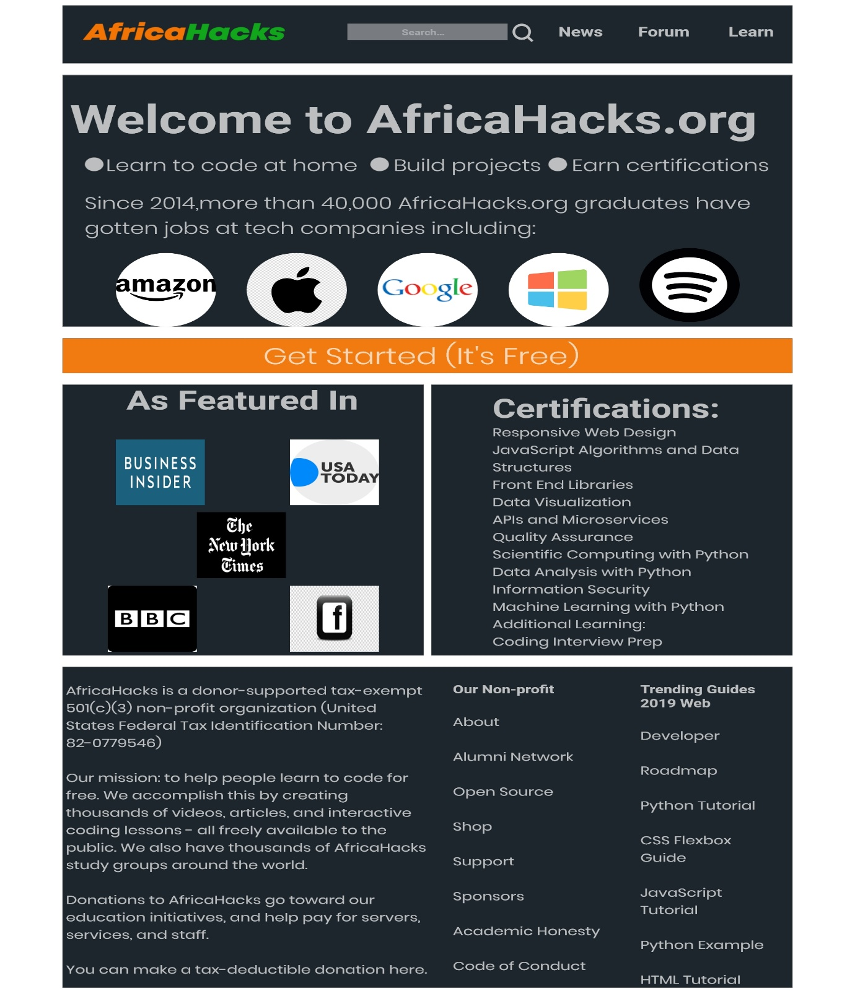 AfricaHacks
Search...
News
Forum
Learn
Welcome to AfricaHacks.org
Learn to code at home
Build projects
Earn certifications
Since 2014,more than 40,000 AfricaHacks.org graduates have
gotten jobs at tech companies including:
amazon
Google
Get Started (It's Free)
As Featured In
BUSINESS
INSIDER
USA
TODAY
The
New York
Times
BBC
f
Certifications:
Responsive Web Design
JavaScript Algorithms and Data
Structures
Front End Libraries
Data Visualization
APIs and Microservices
Quality Assurance
Scientific Computing with Python
Data Analysis with Python
Information Security
Machine Learning with Python
Additional Learning:
Coding Interview Prep
AfricaHacks is a donor-supported tax-exempt
501(c)(3) non-profit organization (United
States Federal Tax Identification Number:
82-0779546)
Our mission: to help people learn to code for
free. We accomplish this by creating
thousands of videos, articles, and interactive
coding lessons - all freely available to the
public. We also have thousands of AfricaHacks
study groups around the world.
Donations to AfricaHacks go toward our
education initiatives, and help pay for servers,
services, and staff.
You can make a tax-deductible donation here.
Our Non-profit
About
Alumni Network
Open Source
Shop
Support
Sponsors
Academic Honesty
Code of Conduct
Trending Guides
2019 Web
Developer
Roadmap
Python Tutorial
CSS Flexbox
Guide
JavaScript
Tutorial
Python Example
HTML Tutorial